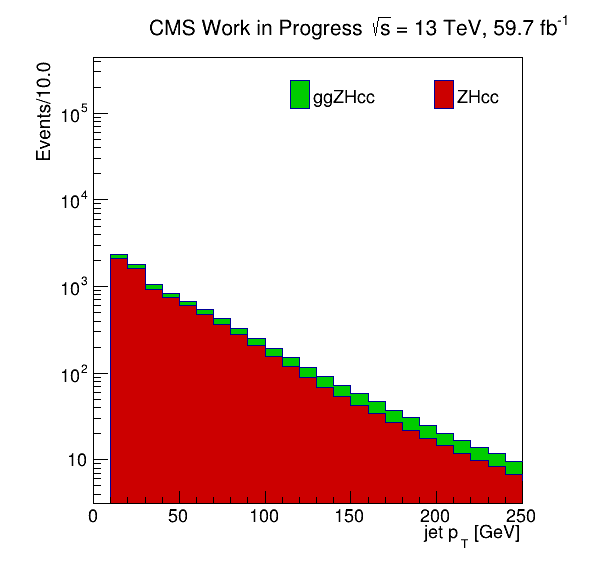 CMS Work in Progress √s = 13 TeV, 59.7 fb⁻¹
Events/10.0
ggZHcc ZHcc
10⁵
10⁴
10³
10²
10
0 50 100 150 200 250
jet p_T [GeV]